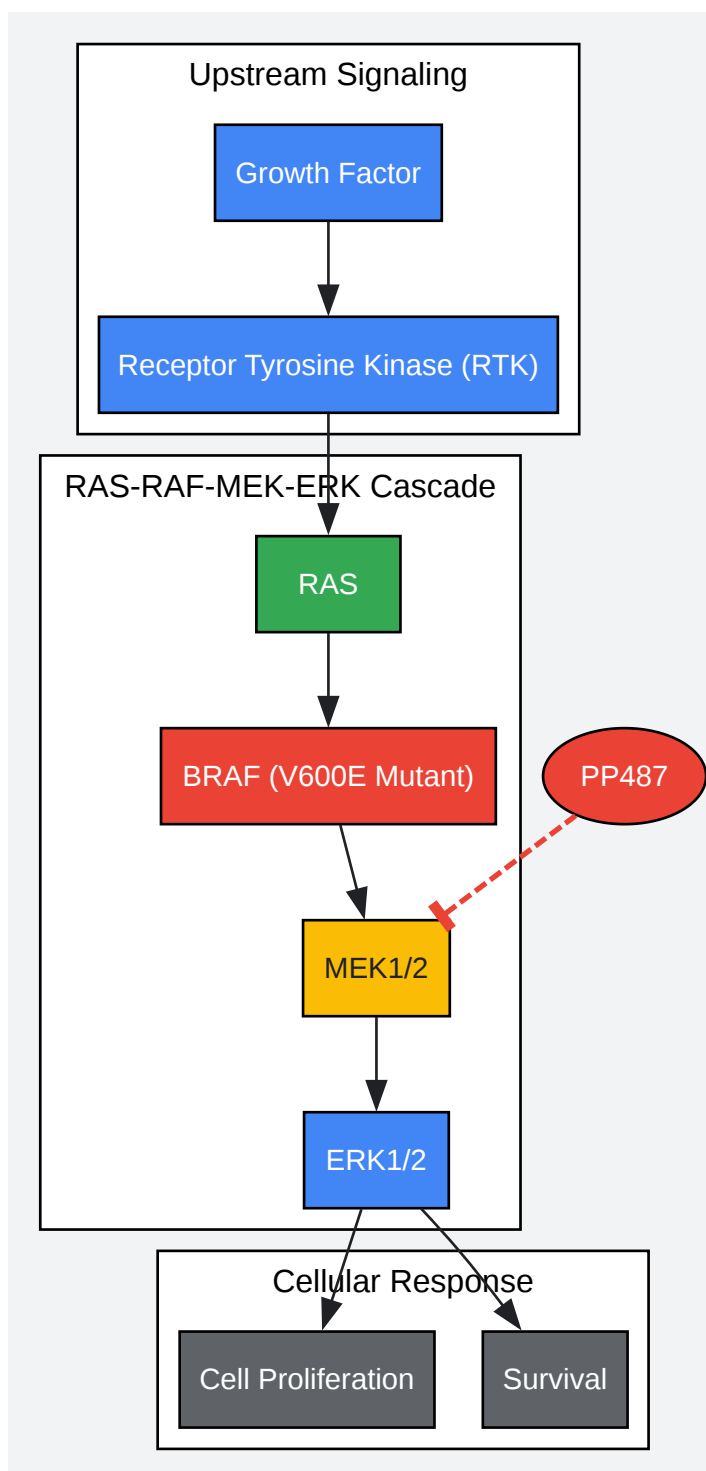 Upstream Signaling
Growth Factor
Receptor Tyrosine Kinase (RTK)
RAS-RAF-MEK-ERK Cascade
RAS
BRAF (V600E Mutant)
PP487
MEK1/2
ERK1/2
Cellular Response
Cell Proliferation
Survival